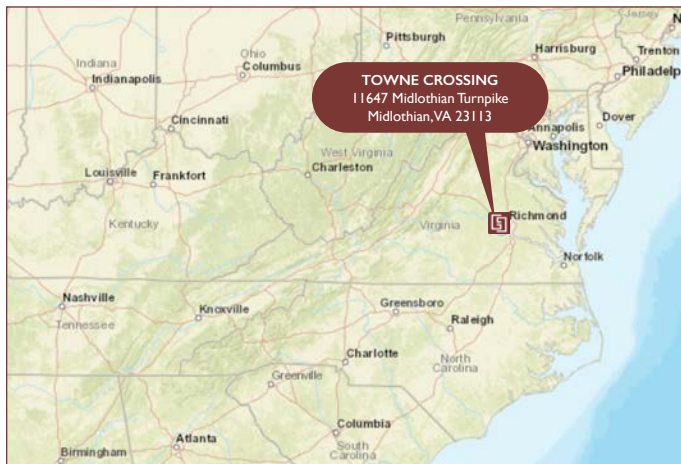 Pennsylvania
Jersey
N
Pittsburgh
Ohio
Harrisburg
Trenton
Indiana
Columbus
Philadelp
Indianapolis
TOWNE CROSSING
11647 Midlothian Turnpike
Midlothian, VA 23113
Dover
Cincinnati
Annapolis
Washington
West Virginia
Louisville
Frankfort
Charleston
Kentucky
Virginia
Richmond
Norfolk
Nashville
Knoxville
Greensboro
Tennessee
Raleigh
Charlotte
North
Carolina
Greenville
Columbia
Atlanta
South
Carolina
Birmingham